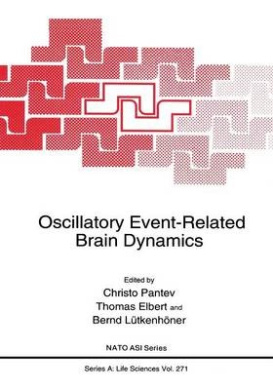 Oscillatory Event-Related
Brain Dynamics
Edited by
Christo Pantev
Thomas Elbert and
Bernd Lütkenhöner
NATO ASI Series
Series A: Life Sciences Vol. 271